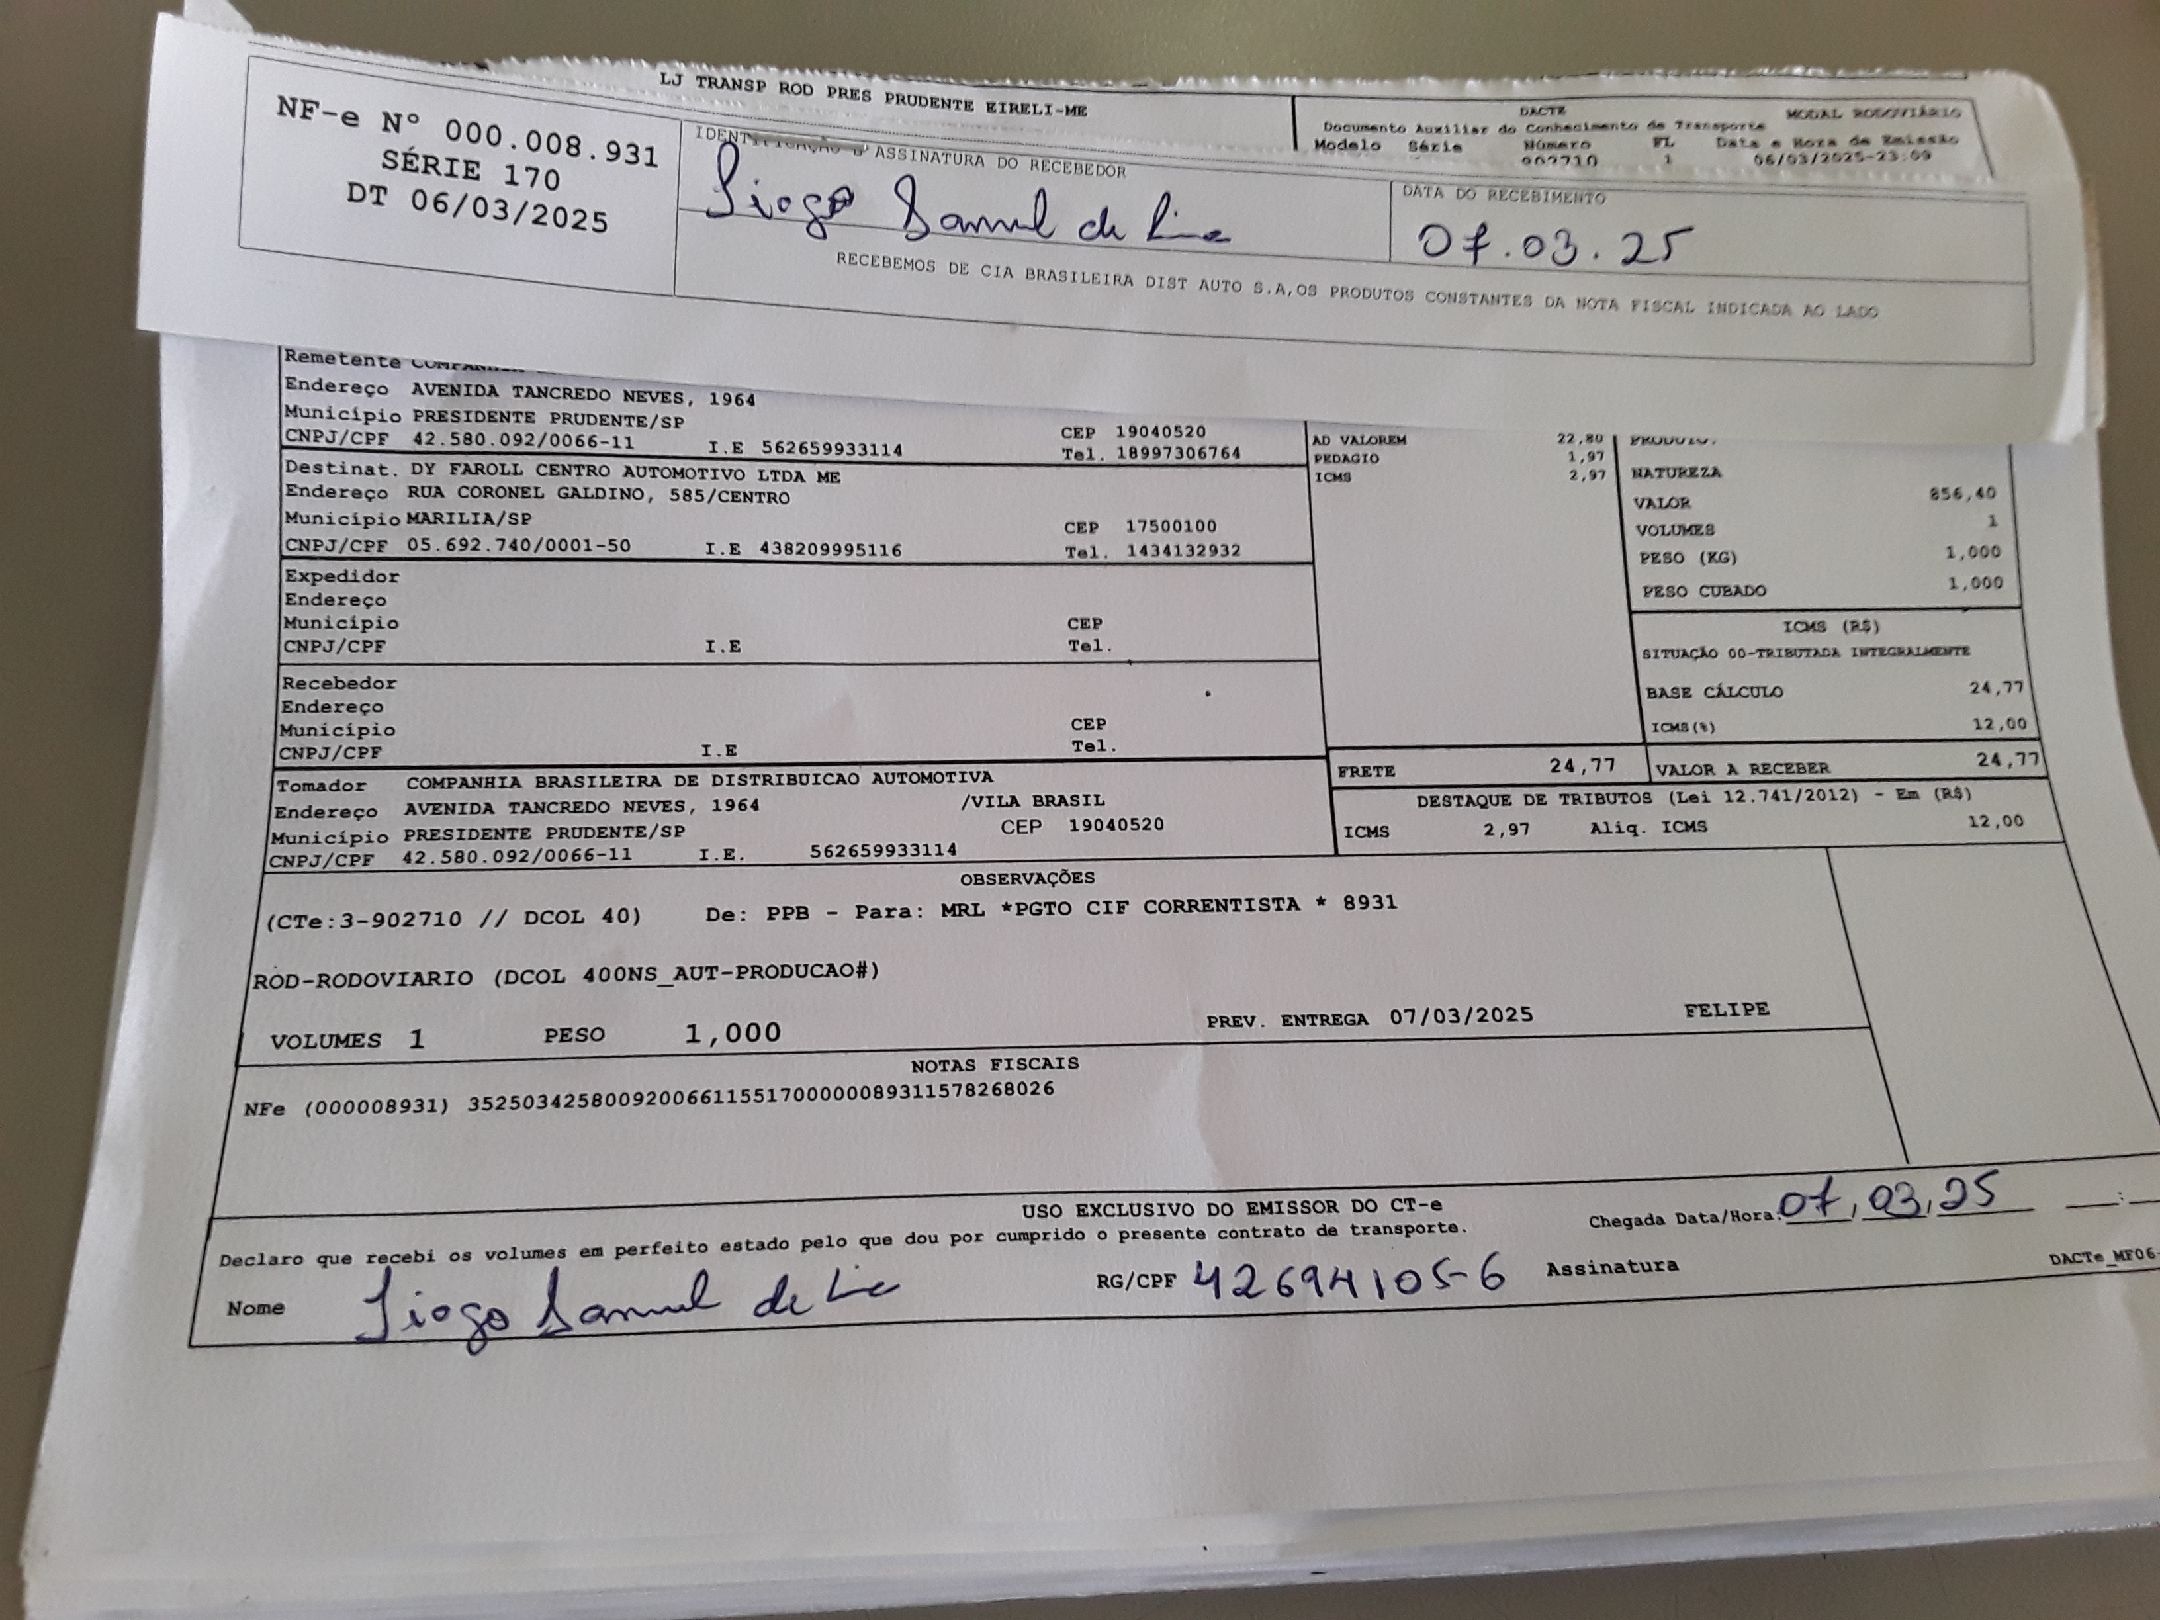 LJ TRANSP ROD PRES PRUDENTE EIRELI-ME
DACTE MODAL RODOVIÁRIO
Documento Auxiliar do Conhecimento de Transporte
Modelo Série Número FL Data e Hora de Emissão
902710 1 06/03/2025-23:09
NF-e Nº 000.008.931
SÉRIE 170
DT 06/03/2025
IDENTIFICAÇÃO E ASSINATURA DO RECEBEDOR
Samuel de
DATA DO RECEBIMENTO
07.03.25
RECEBEMOS DE CIA BRASILEIRA DIST AUTO S.A,OS PRODUTOS CONSTANTES DA NOTA FISCAL INDICADA AO LADO
Remetente
Endereço AVENIDA TANCREDO NEVES, 1964
Município PRESIDENTE PRUDENTE/SP CEP 19040520
CNPJ/CPF 42.580.092/0066-11 I.E 562659933114 Tel. 18997306764
Destinat. DY FAROLL CENTRO AUTOMOTIVO LTDA ME
Endereço RUA CORONEL GALDINO, 585/CENTRO
Município MARILIA/SP CEP 17500100
CNPJ/CPF 05.692.740/0001-50 I.E 438209995116 Tel. 1434132932
Expedidor
Endereço
Município CEP
CNPJ/CPF I.E Tel.
Recebedor
Endereço
Município CEP
CNPJ/CPF I.E Tel.
Tomador COMPANHIA BRASILEIRA DE DISTRIBUICAO AUTOMOTIVA
Endereço AVENIDA TANCREDO NEVES, 1964 /VILA BRASIL
Município PRESIDENTE PRUDENTE/SP CEP 19040520
CNPJ/CPF 42.580.092/0066-11 I.E. 562659933114
AD VALOREM 22,80
PEDAGIO 1,97
ICMS 2,97
NATUREZA
VALOR 856,40
VOLUMES 1
PESO (KG) 1,000
PESO CUBADO 1,000
ICMS (R$)
SITUAÇÃO 00-TRIBUTADA INTEGRALMENTE
BASE CÁLCULO 24,77
ICMS(%) 12,00
FRETE 24,77 VALOR A RECEBER 24,77
DESTAQUE DE TRIBUTOS (Lei 12.741/2012) - Em (R$)
ICMS 2,97 Aliq. ICMS 12,00
OBSERVAÇÕES
(CTe:3-902710 // DCOL 40) De: PPB - Para: MRL *PGTO CIF CORRENTISTA * 8931
ROD-RODOVIARIO (DCOL 400NS_AUT-PRODUCAO#)
VOLUMES 1 PESO 1,000 PREV. ENTREGA 07/03/2025 FELIPE
NOTAS FISCAIS
NFe (000008931) 35250342580092006611551700000089311578268026
USO EXCLUSIVO DO EMISSOR DO CT-e
Declaro que recebi os volumes em perfeito estado pelo que dou por cumprido o presente contrato de transporte.
Chegada Data/Hora: 07/03/25
Nome Samuel de RG/CPF 42694105-6 Assinatura
DACTe_MF06-